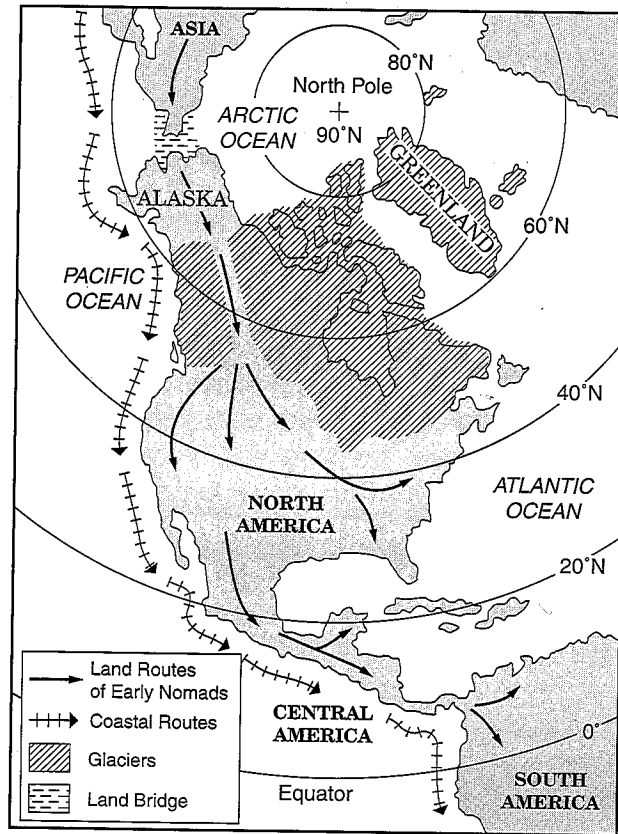 ASIA
80°N
North Pole
90°N
ARCTIC
OCEAN
GREENLAND
ALASKA
60°N
PACIFIC
OCEAN
40°N
ATLANTIC
OCEAN
NORTH
AMERICA
20°N
Land Routes
of Early Nomads
Coastal Routes
Glaciers
Land Bridge
CENTRAL
AMERICA
0°
Equator
SOUTH
AMERICA